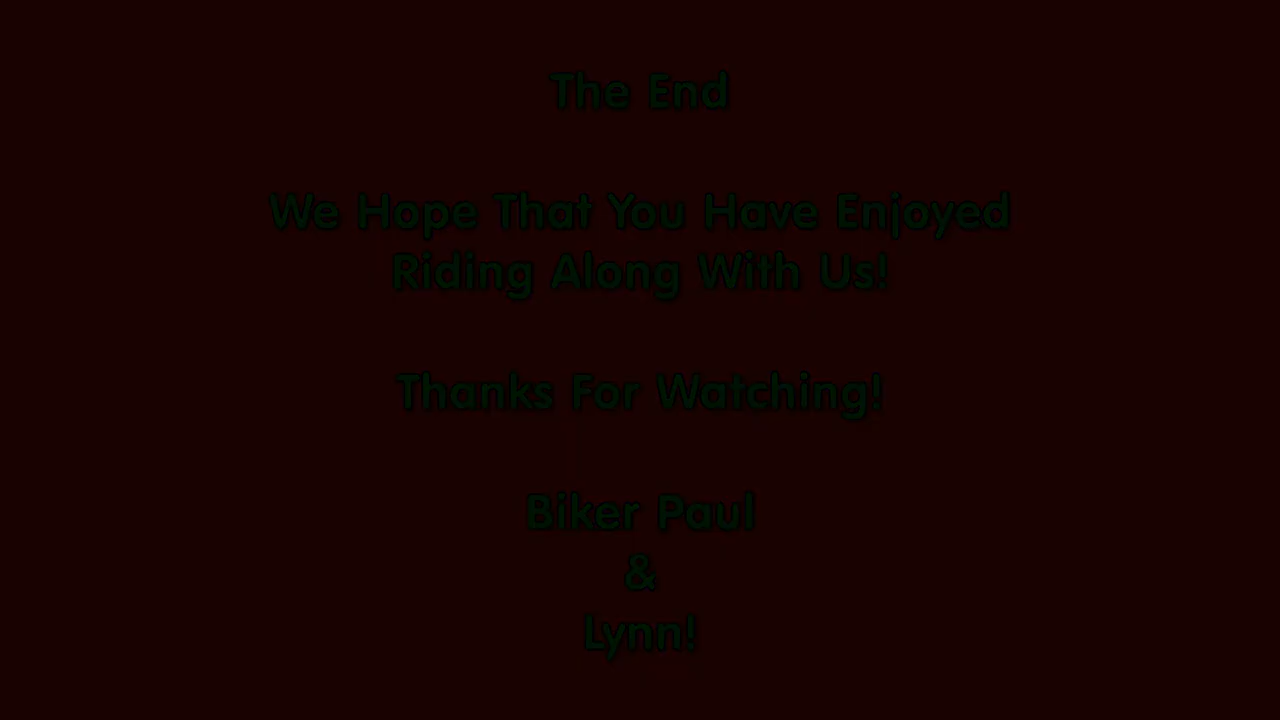 The End
We Hope That You Have Enjoyed
Riding Along With Us!
Thanks For Watching!
Biker Paul
&
Lynn!